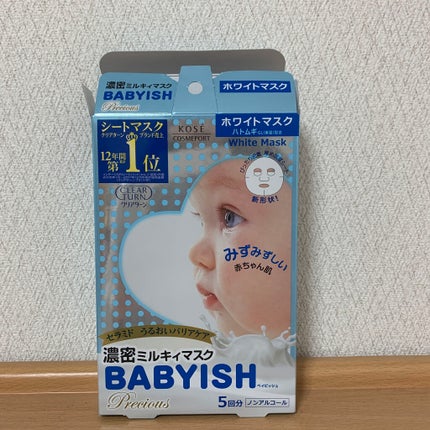 濃密ミルキィマスク
BABYISH
Precious
ホワイトマスク
シートマスク
クリアターン ブランド売上
12年間
第1位
KOSÉ
COSMEPORT
ホワイトマスク
ハトムギ
White Mask
新形状!
CLEAR
TURN
クリアターン
みずみずしい
赤ちゃん肌
セラミド うるおいバリアケア
濃密ミルキィマスク
BABYISH
ベイビッシュ
Precious
5回分
ノンアルコール